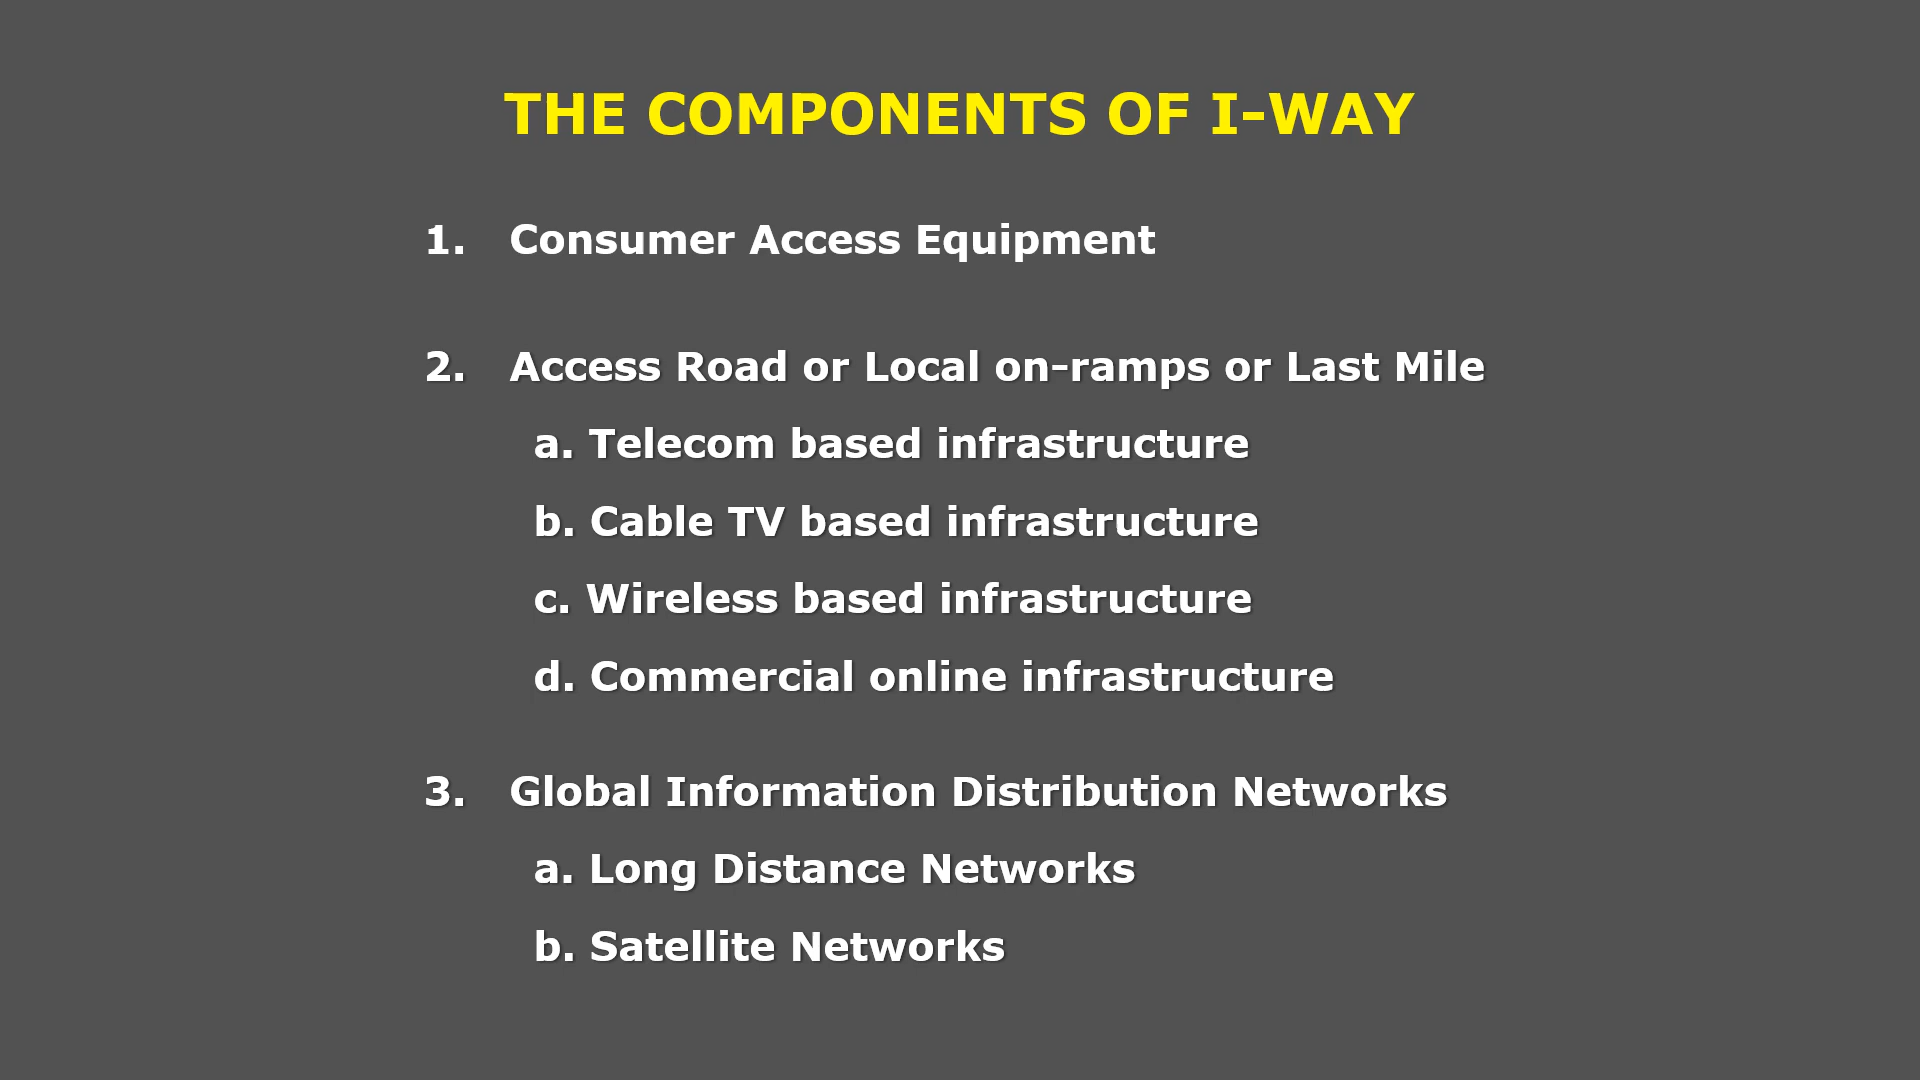 THE COMPONENTS OF I-WAY
1. Consumer Access Equipment
2. Access Road or Local on-ramps or Last Mile
a. Telecom based infrastructure
b. Cable TV based infrastructure
c. Wireless based infrastructure
d. Commercial online infrastructure
3. Global Information Distribution Networks
a. Long Distance Networks
b. Satellite Networks